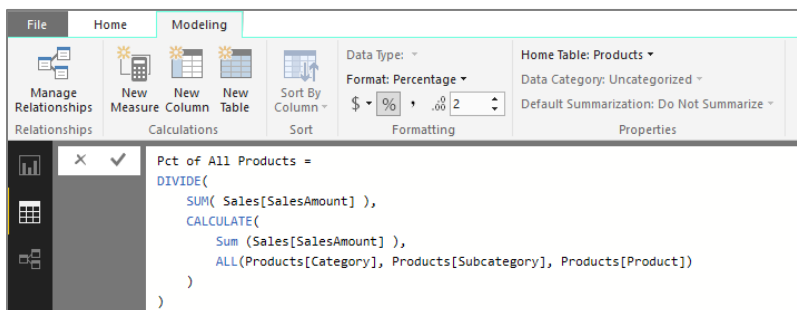 File Home Modeling
Manage Relationships
New Measure
New Column
New Table
Sort By Column
Data Type:
Format: Percentage
$ % , .00 2
Home Table: Products
Data Category: Uncategorized
Default Summarization: Do Not Summarize
Relationships Calculations Sort Formatting Properties
Pct of All Products =
DIVIDE(
SUM( Sales[SalesAmount] ),
CALCULATE(
Sum (Sales[SalesAmount] ),
ALL(Products[Category], Products[Subcategory], Products[Product])
)
)